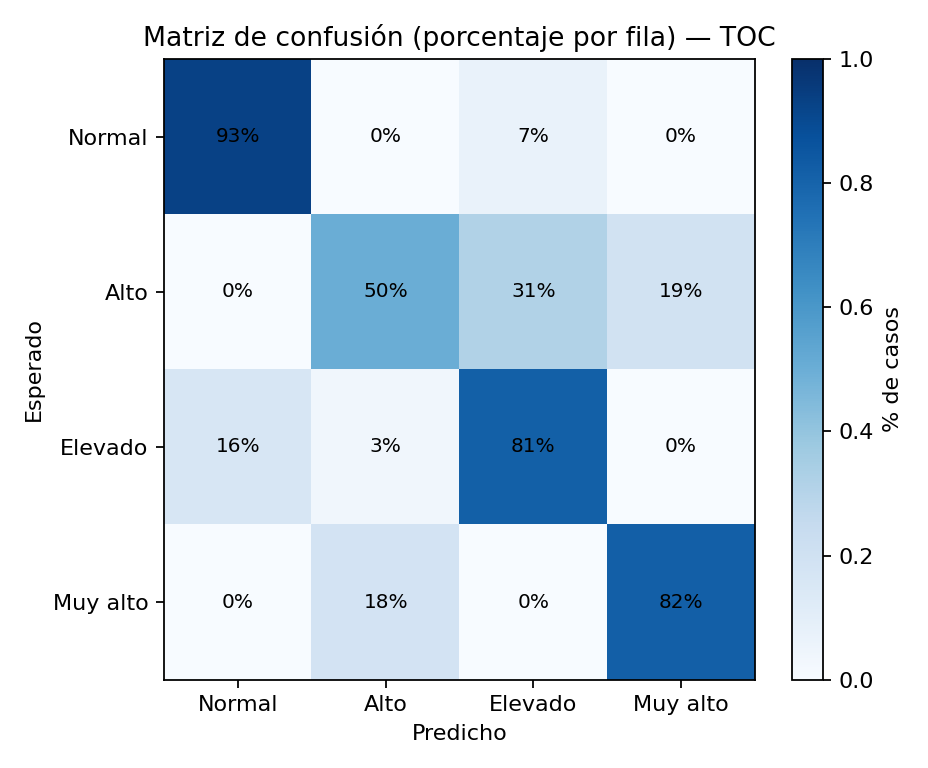 Matriz de confusión (porcentaje por fila) — TOC
1.0
Normal 93% 0% 7% 0%
0.8
Alto 0% 50% 31% 19%
0.6
Esperado
% de casos
0.4
Elevado 16% 3% 81% 0%
0.2
Muy alto 0% 18% 0% 82%
0.0
Normal Alto Elevado Muy alto
Predicho